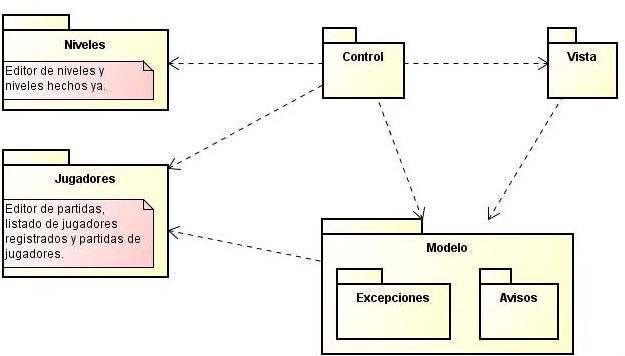 Niveles
Editor de niveles y
niveles hechos ya.
Control
Vista
Jugadores
Editor de partidas,
listado de jugadores
registrados y partidas de
jugadores.
Modelo
Excepciones
Avisos